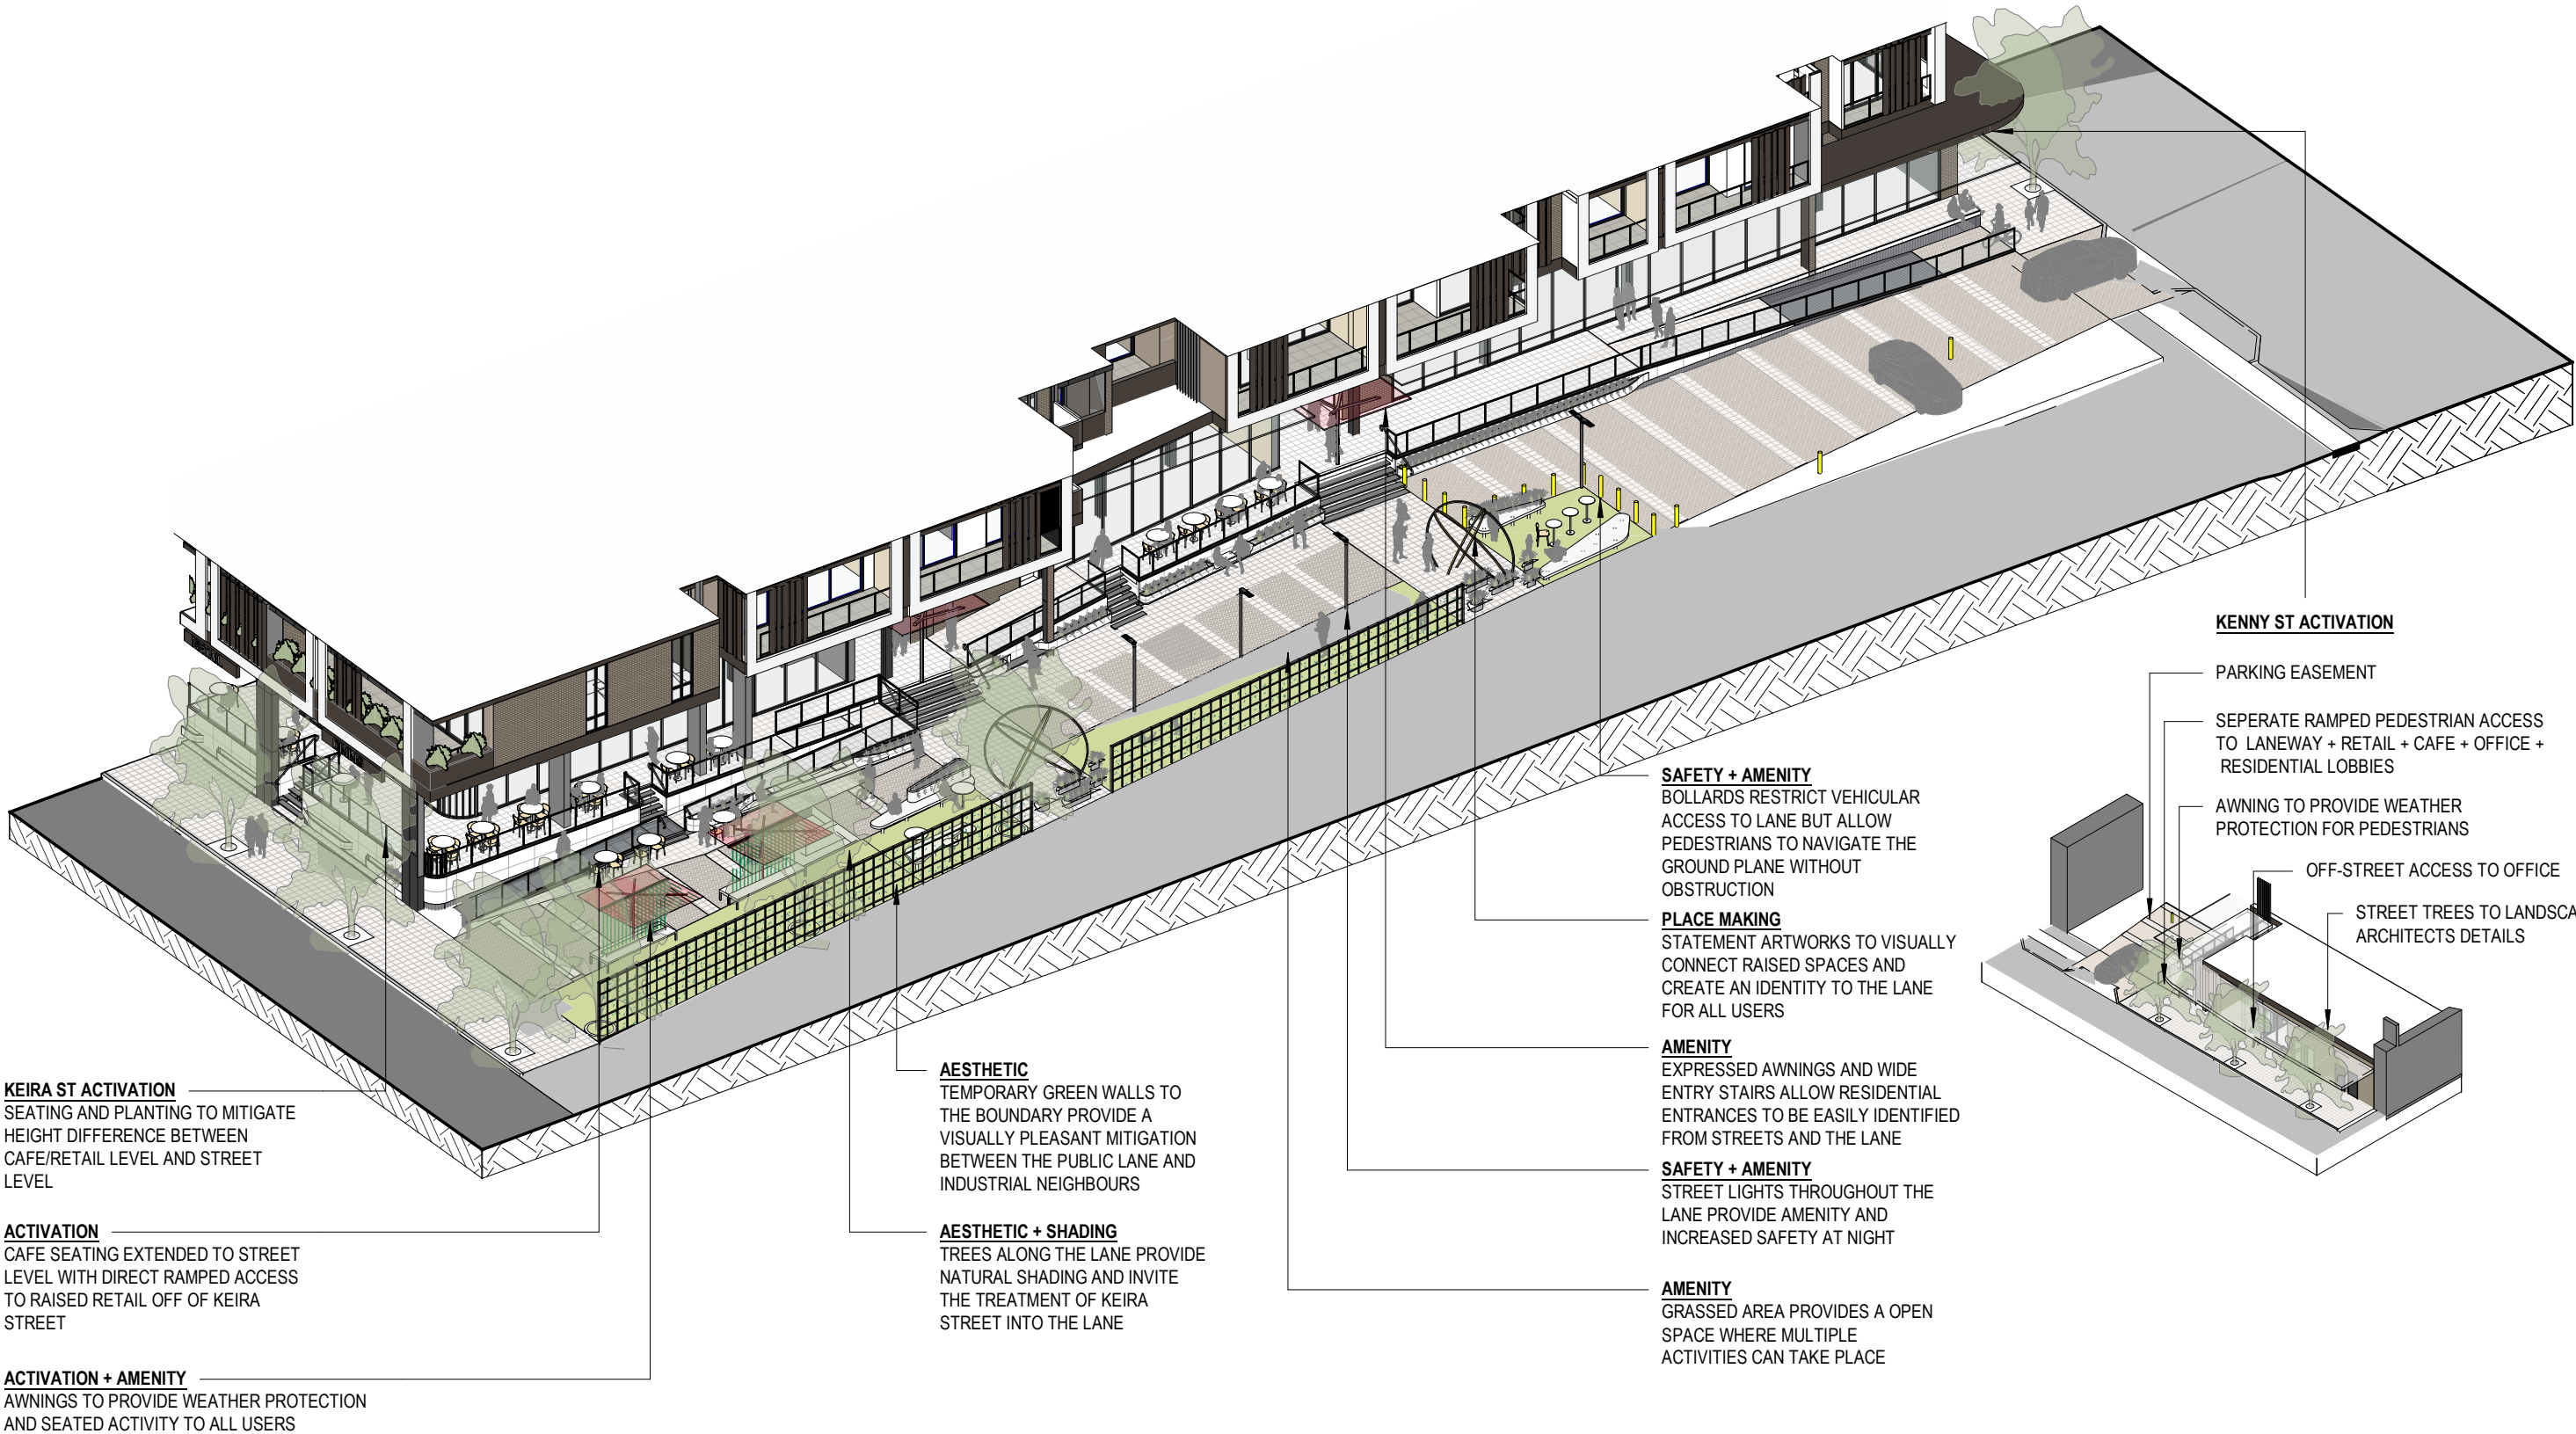 KENNY ST ACTIVATION
PARKING EASEMENT
SEPERATE RAMPED PEDESTRIAN ACCESS
TO LANEWAY + RETAIL + CAFE + OFFICE +
RESIDENTIAL LOBBIES
AWNING TO PROVIDE WEATHER
PROTECTION FOR PEDESTRIANS
OFF-STREET ACCESS TO OFFICE
STREET TREES TO LANDSCA
ARCHITECTS DETAILS
SAFETY + AMENITY
BOLLARDS RESTRICT VEHICULAR
ACCESS TO LANE BUT ALLOW
PEDESTRIANS TO NAVIGATE THE
GROUND PLANE WITHOUT
OBSTRUCTION
PLACE MAKING
STATEMENT ARTWORKS TO VISUALLY
CONNECT RAISED SPACES AND
CREATE AN IDENTITY TO THE LANE
FOR ALL USERS
AMENITY
EXPRESSED AWNINGS AND WIDE
ENTRY STAIRS ALLOW RESIDENTIAL
ENTRANCES TO BE EASILY IDENTIFIED
FROM STREETS AND THE LANE
SAFETY + AMENITY
STREET LIGHTS THROUGHOUT THE
LANE PROVIDE AMENITY AND
INCREASED SAFETY AT NIGHT
AMENITY
GRASSED AREA PROVIDES A OPEN
SPACE WHERE MULTIPLE
ACTIVITIES CAN TAKE PLACE
AESTHETIC
TEMPORARY GREEN WALLS TO
THE BOUNDARY PROVIDE A
VISUALLY PLEASANT MITIGATION
BETWEEN THE PUBLIC LANE AND
INDUSTRIAL NEIGHBOURS
AESTHETIC + SHADING
TREES ALONG THE LANE PROVIDE
NATURAL SHADING AND INVITE
THE TREATMENT OF KEIRA
STREET INTO THE LANE
KEIRA ST ACTIVATION
SEATING AND PLANTING TO MITIGATE
HEIGHT DIFFERENCE BETWEEN
CAFE/RETAIL LEVEL AND STREET
LEVEL
ACTIVATION
CAFE SEATING EXTENDED TO STREET
LEVEL WITH DIRECT RAMPED ACCESS
TO RAISED RETAIL OFF OF KEIRA
STREET
ACTIVATION + AMENITY
AWNINGS TO PROVIDE WEATHER PROTECTION
AND SEATED ACTIVITY TO ALL USERS